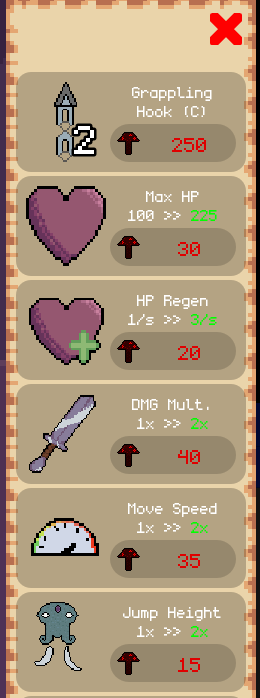 Grappling
Hook (C)
2
250
Max HP
100 >> 225
30
HP Regen
1/s >> 3/s
20
DMG Mult.
1x >> 2x
40
Move Speed
1x >> 2x
35
Jump Height
1x >> 2x
15